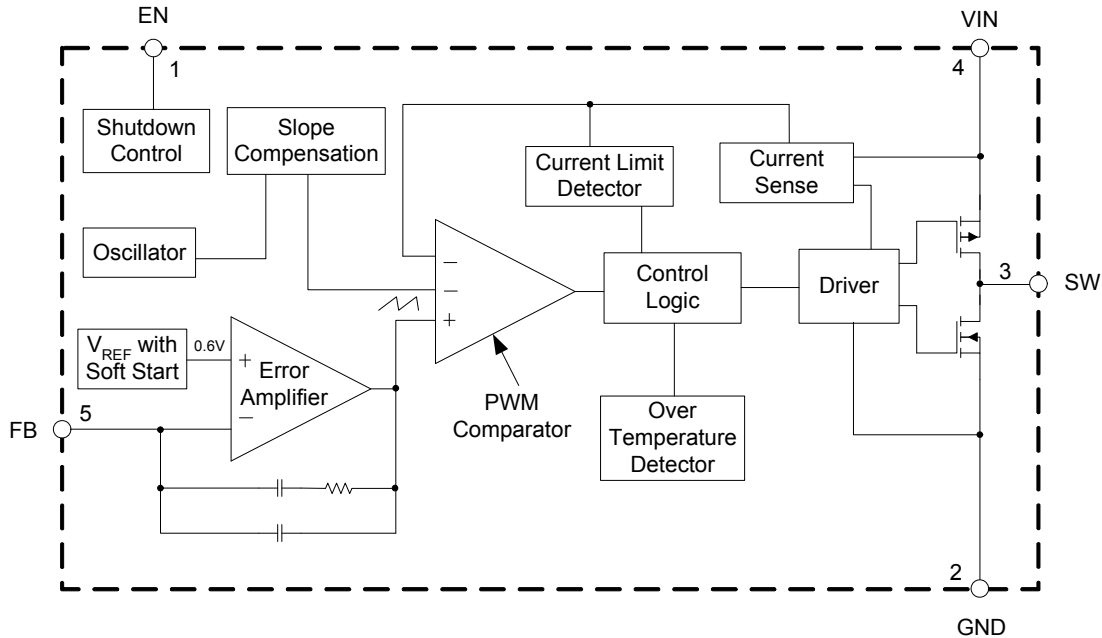 EN
VIN
1
4
Shutdown
Control
Slope
Compensation
Current Limit
Detector
Current
Sense
Oscillator
Control
Logic
Driver
3
SW
V_REF with
Soft Start
0.6V
+
−
Error
Amplifier
−
−
+
PWM
Comparator
Over
Temperature
Detector
5
FB
2
GND